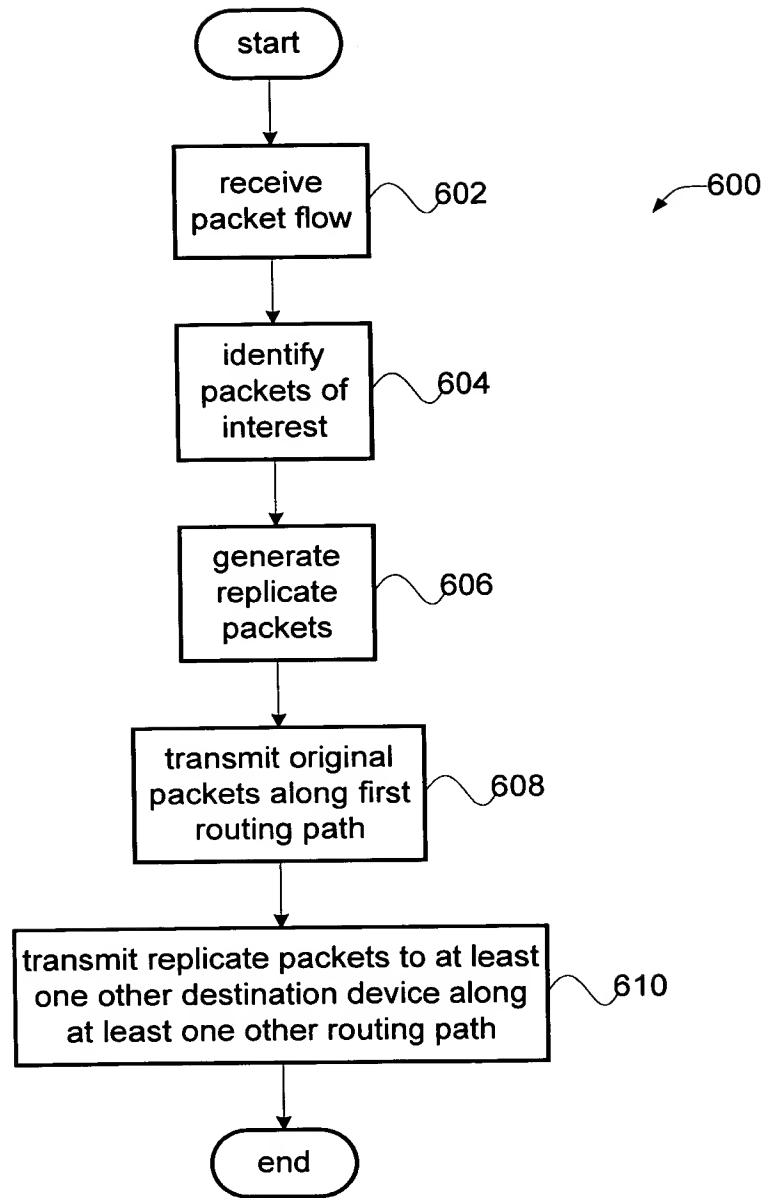 start
receive
packet flow
602
600
identify
packets of
interest
604
generate
replicate
packets
606
transmit original
packets along first
routing path
608
transmit replicate packets to at least
one other destination device along
at least one other routing path
610
end